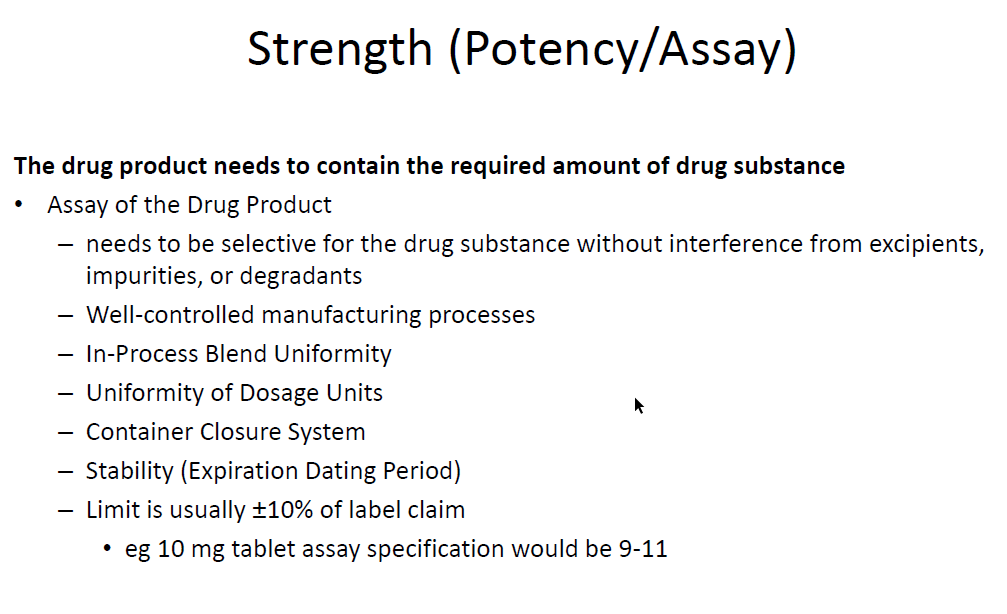 Strength (Potency/Assay)
The drug product needs to contain the required amount of drug substance
• Assay of the Drug Product
– needs to be selective for the drug substance without interference from excipients,
impurities, or degradants
– Well-controlled manufacturing processes
– In-Process Blend Uniformity
– Uniformity of Dosage Units
– Container Closure System
– Stability (Expiration Dating Period)
– Limit is usually ±10% of label claim
• eg 10 mg tablet assay specification would be 9-11